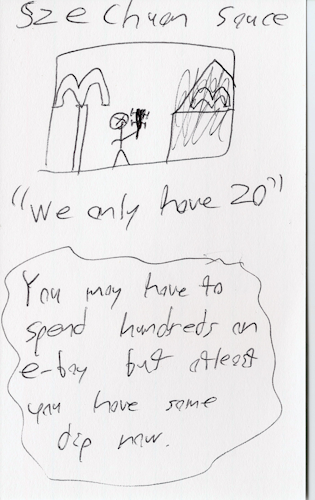 Szechuan Sauce
"We only have 20"
You may have to
spend hundreds on
e-bay but atleast
you have some
dip now.